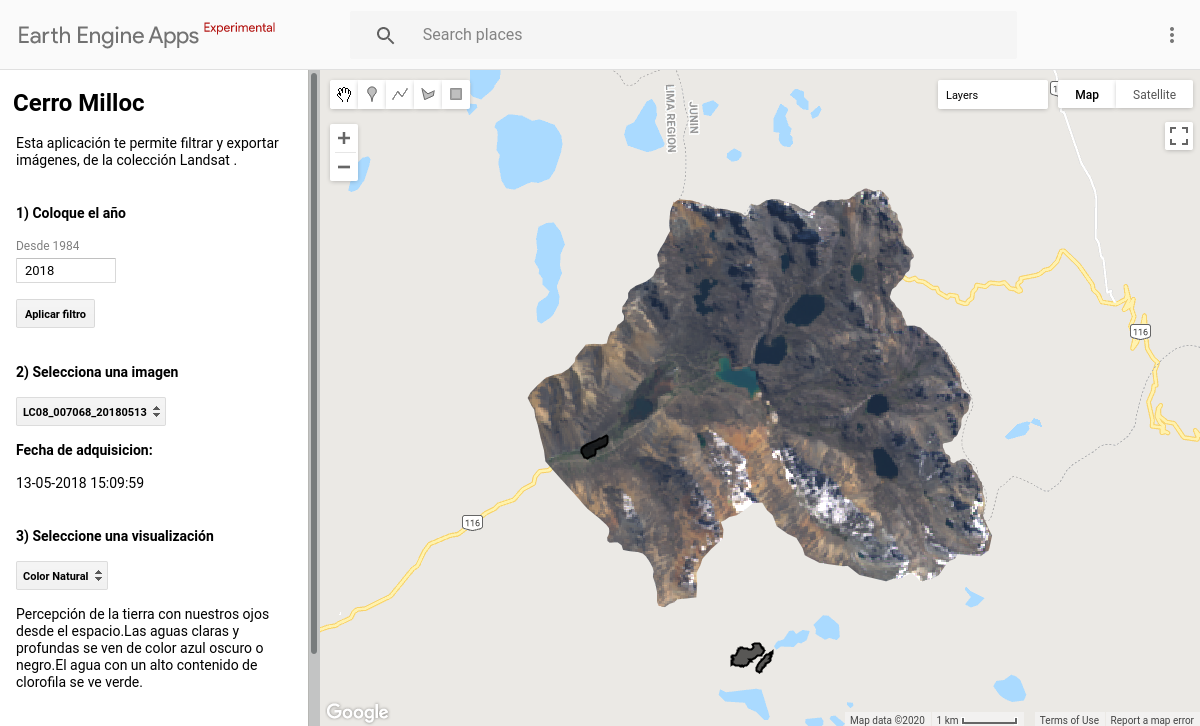 Earth Engine Apps Experimental
Search places
Cerro Milloc
Esta aplicación te permite filtrar y exportar
imágenes, de la colección Landsat .
1) Coloque el año
Desde 1984
2018
Aplicar filtro
2) Selecciona una imagen
LC08_007068_20180513
Fecha de adquisicion:
13-05-2018 15:09:59
3) Seleccione una visualización
Color Natural
Percepción de la tierra con nuestros ojos
desde el espacio.Las aguas claras y
profundas se ven de color azul oscuro o
negro.El agua con un alto contenido de
clorofila se ve verde.
Layers
Map
Satellite
LIMA REGION
JUNIN
116
116
Google
Map data ©2020
1 km
Terms of Use
Report a map error